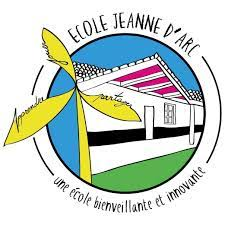 ECOLE JEANNE D'ARC
Apprendre
partager
une école bienveillante et innovante